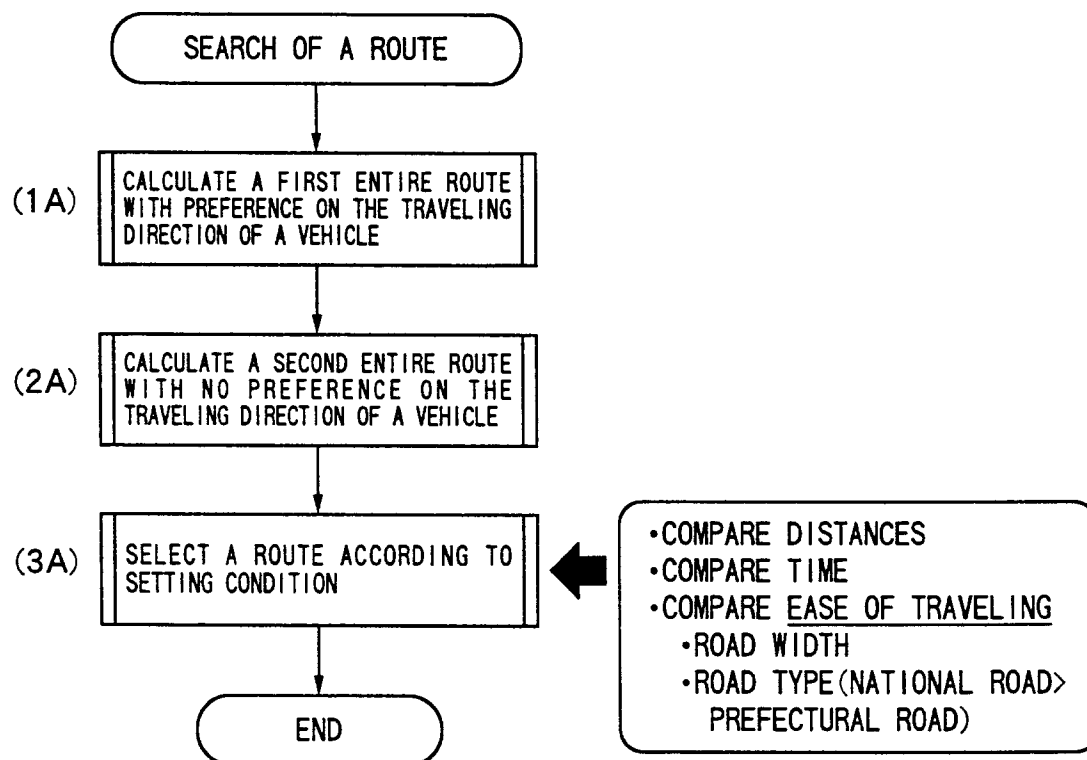 SEARCH OF A ROUTE
(1A)
CALCULATE A FIRST ENTIRE ROUTE
WITH PREFERENCE ON THE TRAVELING
DIRECTION OF A VEHICLE
(2A)
CALCULATE A SECOND ENTIRE ROUTE
WITH NO PREFERENCE ON THE
TRAVELING DIRECTION OF A VEHICLE
(3A)
SELECT A ROUTE ACCORDING TO
SETTING CONDITION
•COMPARE DISTANCES
•COMPARE TIME
•COMPARE EASE OF TRAVELING
•ROAD WIDTH
•ROAD TYPE(NATIONAL ROAD>
PREFECTURAL ROAD)
END